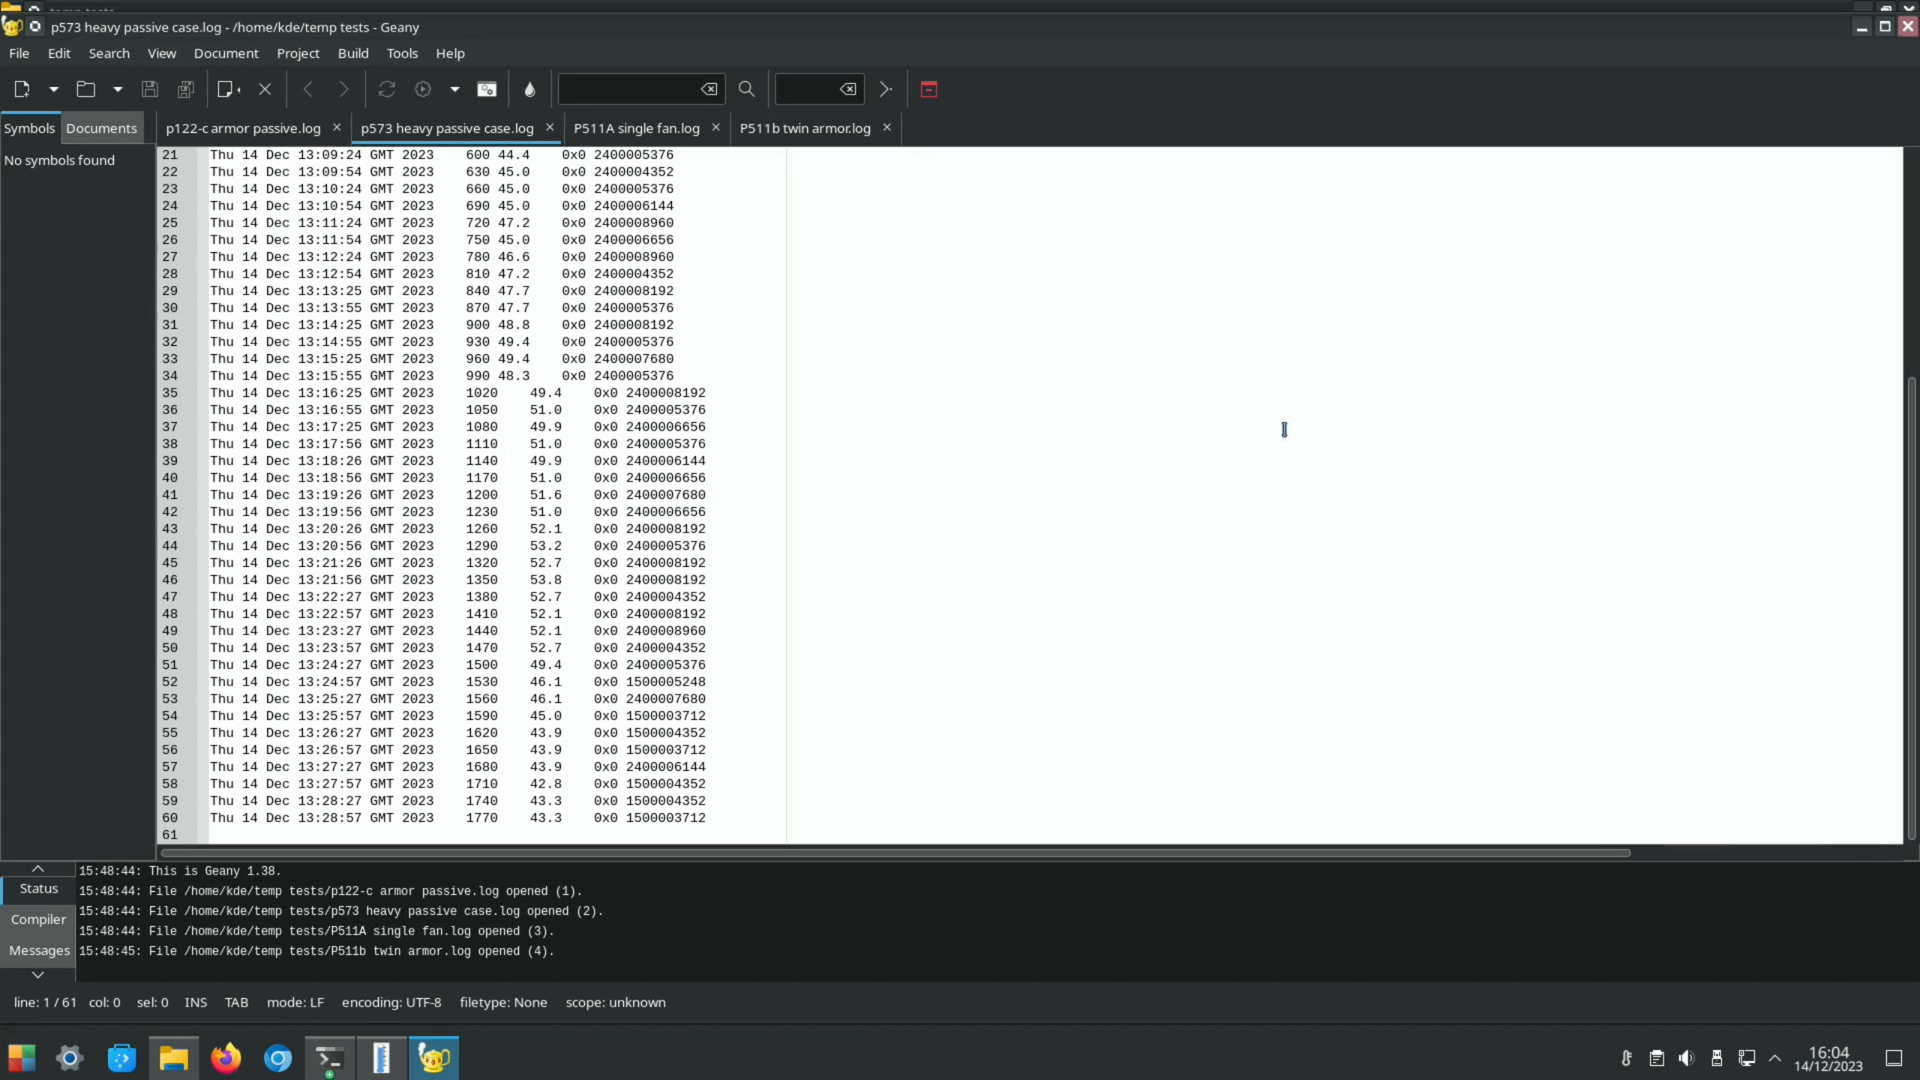 p573 heavy passive case.log - /home/kde/temp tests - Geany
File Edit Search View Document Project Build Tools Help
Symbols Documents p122-c armor passive.log p573 heavy passive case.log P511A single fan.log P511b twin armor.log
No symbols found
21 Thu 14 Dec 13:09:24 GMT 2023 600 44.4 0x0 2400005376
22 Thu 14 Dec 13:09:54 GMT 2023 630 45.0 0x0 2400004352
23 Thu 14 Dec 13:10:24 GMT 2023 660 45.0 0x0 2400005376
24 Thu 14 Dec 13:10:54 GMT 2023 690 45.0 0x0 2400006144
25 Thu 14 Dec 13:11:24 GMT 2023 720 47.2 0x0 2400008960
26 Thu 14 Dec 13:11:54 GMT 2023 750 45.0 0x0 2400006656
27 Thu 14 Dec 13:12:24 GMT 2023 780 46.6 0x0 2400008960
28 Thu 14 Dec 13:12:54 GMT 2023 810 47.2 0x0 2400004352
29 Thu 14 Dec 13:13:25 GMT 2023 840 47.7 0x0 2400008192
30 Thu 14 Dec 13:13:55 GMT 2023 870 47.7 0x0 2400005376
31 Thu 14 Dec 13:14:25 GMT 2023 900 48.8 0x0 2400008192
32 Thu 14 Dec 13:14:55 GMT 2023 930 49.4 0x0 2400005376
33 Thu 14 Dec 13:15:25 GMT 2023 960 49.4 0x0 2400007680
34 Thu 14 Dec 13:15:55 GMT 2023 990 48.3 0x0 2400005376
35 Thu 14 Dec 13:16:25 GMT 2023 1020 49.4 0x0 2400008192
36 Thu 14 Dec 13:16:55 GMT 2023 1050 51.0 0x0 2400005376
37 Thu 14 Dec 13:17:25 GMT 2023 1080 49.9 0x0 2400006656
38 Thu 14 Dec 13:17:56 GMT 2023 1110 51.0 0x0 2400005376
39 Thu 14 Dec 13:18:26 GMT 2023 1140 49.9 0x0 2400006144
40 Thu 14 Dec 13:18:56 GMT 2023 1170 51.0 0x0 2400006656
41 Thu 14 Dec 13:19:26 GMT 2023 1200 51.6 0x0 2400007680
42 Thu 14 Dec 13:19:56 GMT 2023 1230 51.0 0x0 2400006656
43 Thu 14 Dec 13:20:26 GMT 2023 1260 52.1 0x0 2400008192
44 Thu 14 Dec 13:20:56 GMT 2023 1290 53.2 0x0 2400005376
45 Thu 14 Dec 13:21:26 GMT 2023 1320 52.7 0x0 2400008192
46 Thu 14 Dec 13:21:56 GMT 2023 1350 53.8 0x0 2400008192
47 Thu 14 Dec 13:22:27 GMT 2023 1380 52.7 0x0 2400004352
48 Thu 14 Dec 13:22:57 GMT 2023 1410 52.1 0x0 2400008192
49 Thu 14 Dec 13:23:27 GMT 2023 1440 52.1 0x0 2400008960
50 Thu 14 Dec 13:23:57 GMT 2023 1470 52.7 0x0 2400004352
51 Thu 14 Dec 13:24:27 GMT 2023 1500 49.4 0x0 2400005376
52 Thu 14 Dec 13:24:57 GMT 2023 1530 46.1 0x0 1500005248
53 Thu 14 Dec 13:25:27 GMT 2023 1560 46.1 0x0 2400007680
54 Thu 14 Dec 13:25:57 GMT 2023 1590 45.0 0x0 1500003712
55 Thu 14 Dec 13:26:27 GMT 2023 1620 43.9 0x0 1500004352
56 Thu 14 Dec 13:26:57 GMT 2023 1650 43.9 0x0 1500003712
57 Thu 14 Dec 13:27:27 GMT 2023 1680 43.9 0x0 2400006144
58 Thu 14 Dec 13:27:57 GMT 2023 1710 42.8 0x0 1500004352
59 Thu 14 Dec 13:28:27 GMT 2023 1740 43.3 0x0 1500004352
60 Thu 14 Dec 13:28:57 GMT 2023 1770 43.3 0x0 1500003712
61
15:48:44: This is Geany 1.38.
Status 15:48:44: File /home/kde/temp tests/p122-c armor passive.log opened (1).
15:48:44: File /home/kde/temp tests/p573 heavy passive case.log opened (2).
Compiler
15:48:44: File /home/kde/temp tests/P511A single fan.log opened (3).
Messages 15:48:45: File /home/kde/temp tests/P511b twin armor.log opened (4).
line: 1 / 61 col: 0 sel: 0 INS TAB mode: LF encoding: UTF-8 filetype: None scope: unknown
16:04
14/12/2023